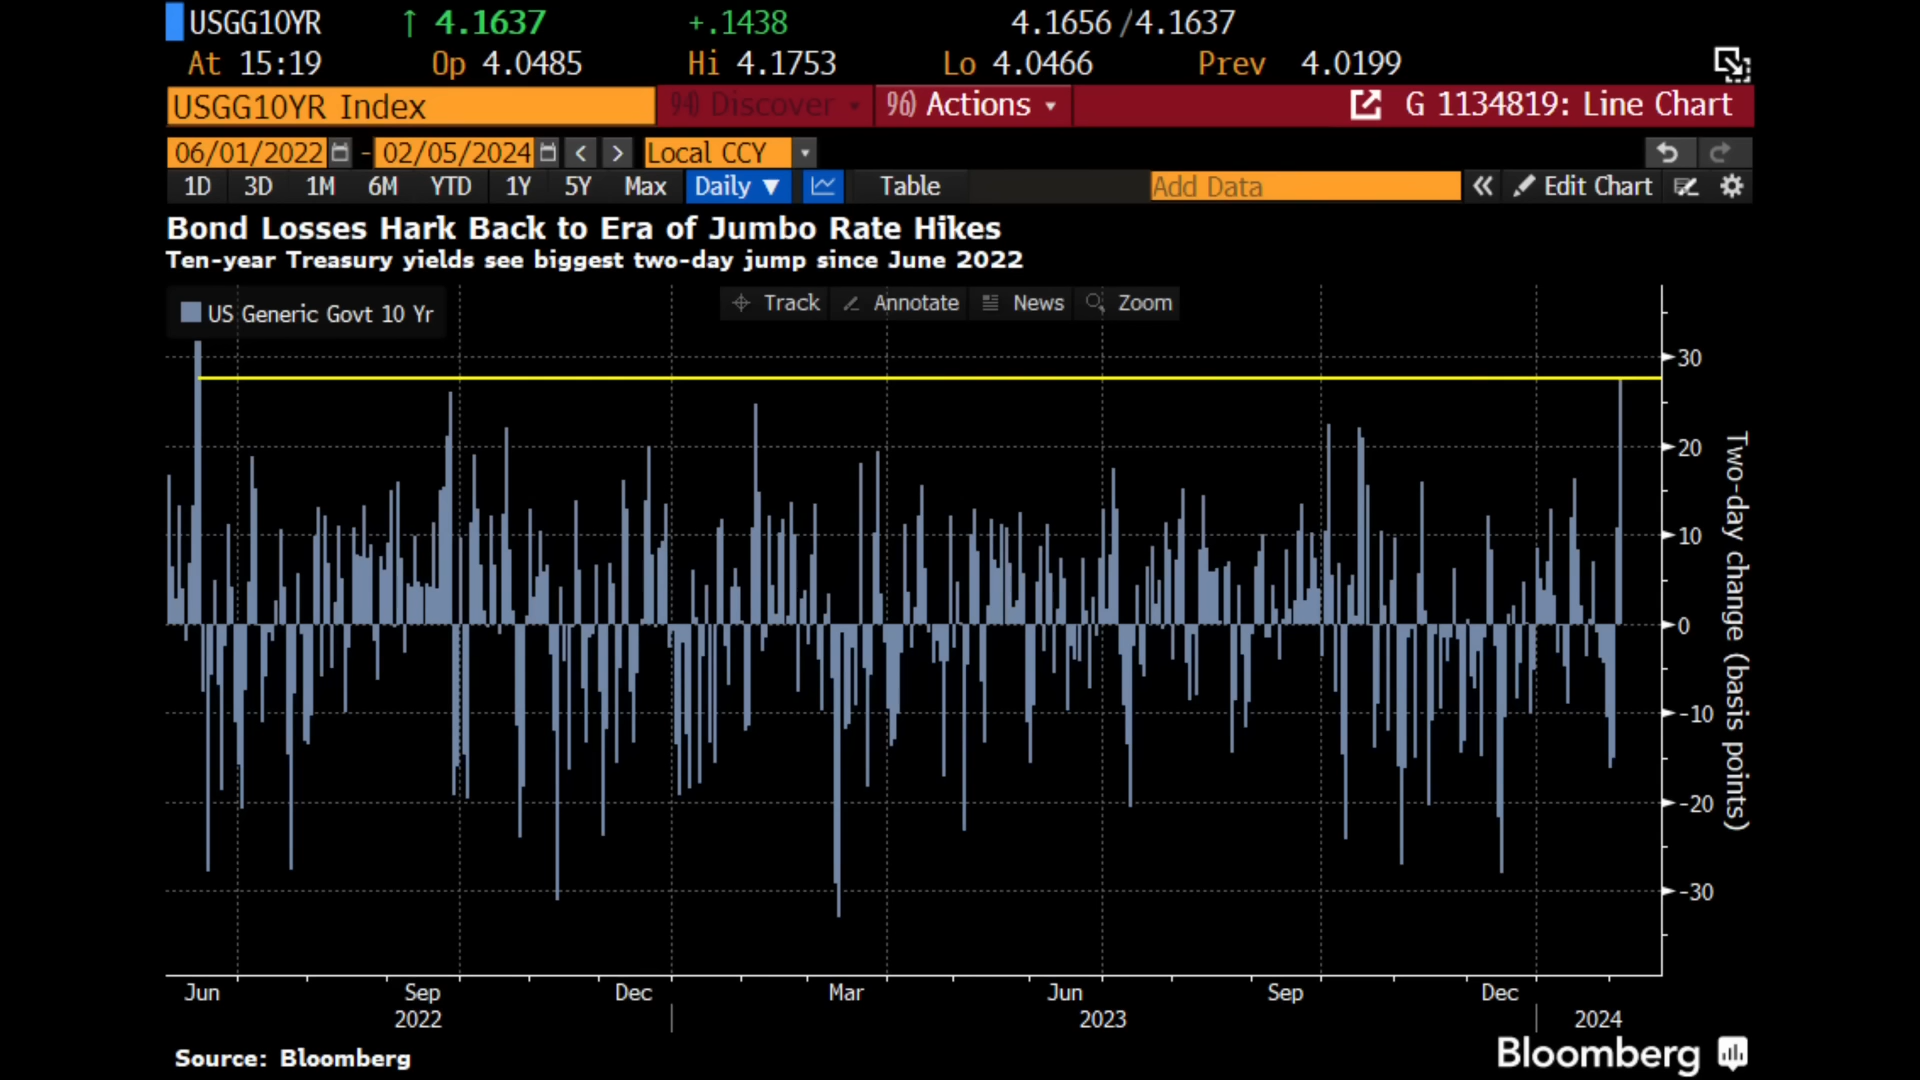 USGG10YR ↑ 4.1637 +.1438 4.1656 /4.1637
At 15:19 Op 4.0485 Hi 4.1753 Lo 4.0466 Prev 4.0199
USGG10YR Index 94) Discover 96) Actions G 1134819: Line Chart
06/01/2022 - 02/05/2024 < > Local CCY
1D 3D 1M 6M YTD 1Y 5Y Max Daily ▼ Table Add Data « Edit Chart
Bond Losses Hark Back to Era of Jumbo Rate Hikes
Ten-year Treasury yields see biggest two-day jump since June 2022
US Generic Govt 10 Yr
Track Annotate News Zoom
30
20
10
0
-10
-20
-30
Two-day change (basis points)
Jun Sep Dec Mar Jun Sep Dec
2022 2023 2024
Source: Bloomberg
Bloomberg